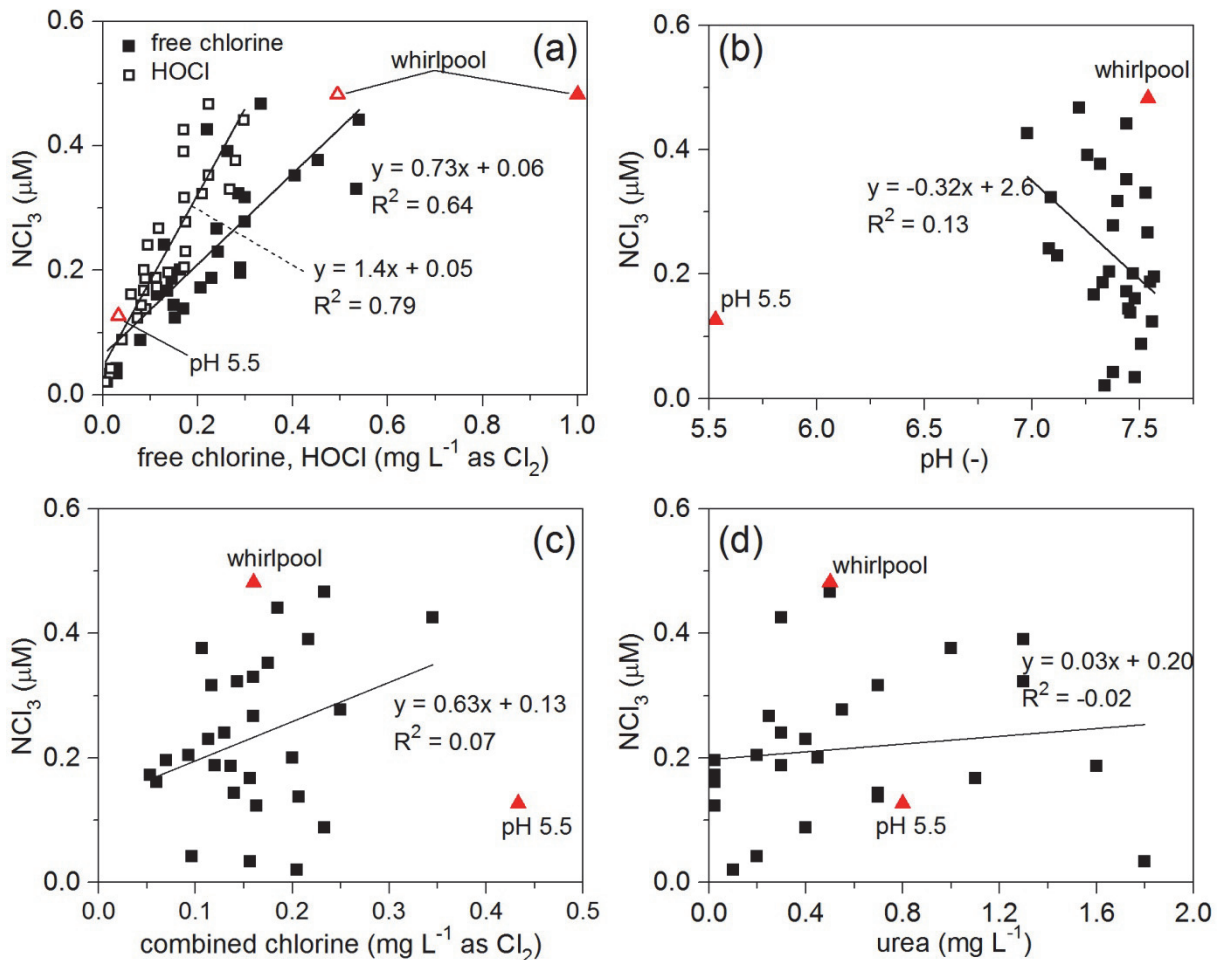 (a)
free chlorine
HOCl
whirlpool
y = 0.73x + 0.06
R² = 0.64
y = 1.4x + 0.05
R² = 0.79
pH 5.5
NCl₃ (μM)
0.6
0.4
0.2
0.0
0.0 0.2 0.4 0.6 0.8 1.0
free chlorine, HOCl (mg L⁻¹ as Cl₂)
(b)
whirlpool
y = -0.32x + 2.6
R² = 0.13
pH 5.5
NCl₃ (μM)
0.6
0.4
0.2
0.0
5.5 6.0 6.5 7.0 7.5
pH (-)
(c)
whirlpool
y = 0.63x + 0.13
R² = 0.07
pH 5.5
NCl₃ (μM)
0.6
0.4
0.2
0.0
0.0 0.1 0.2 0.3 0.4 0.5
combined chlorine (mg L⁻¹ as Cl₂)
(d)
whirlpool
y = 0.03x + 0.20
R² = -0.02
pH 5.5
NCl₃ (μM)
0.6
0.4
0.2
0.0
0.0 0.4 0.8 1.2 1.6 2.0
urea (mg L⁻¹)